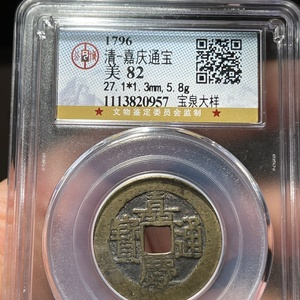 1796
清-嘉庆通宝
美 82
27.1*1.3mm, 5.8g
1113820957 宝泉大样
★ 文物鉴定委员会监制 ★
嘉慶通寶